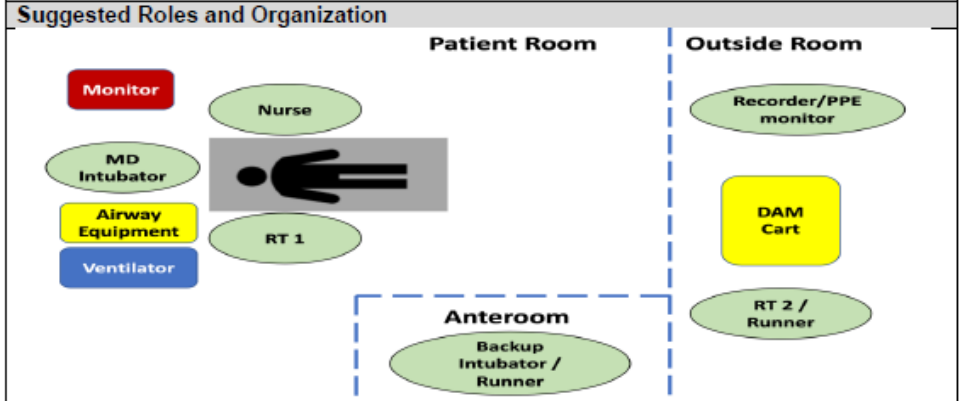 Suggested Roles and Organization
Patient Room
Outside Room
Monitor
Nurse
Recorder/PPE
monitor
MD
Intubator
Airway
Equipment
RT 1
DAM
Cart
Ventilator
RT 2 /
Runner
Anteroom
Backup
Intubator /
Runner